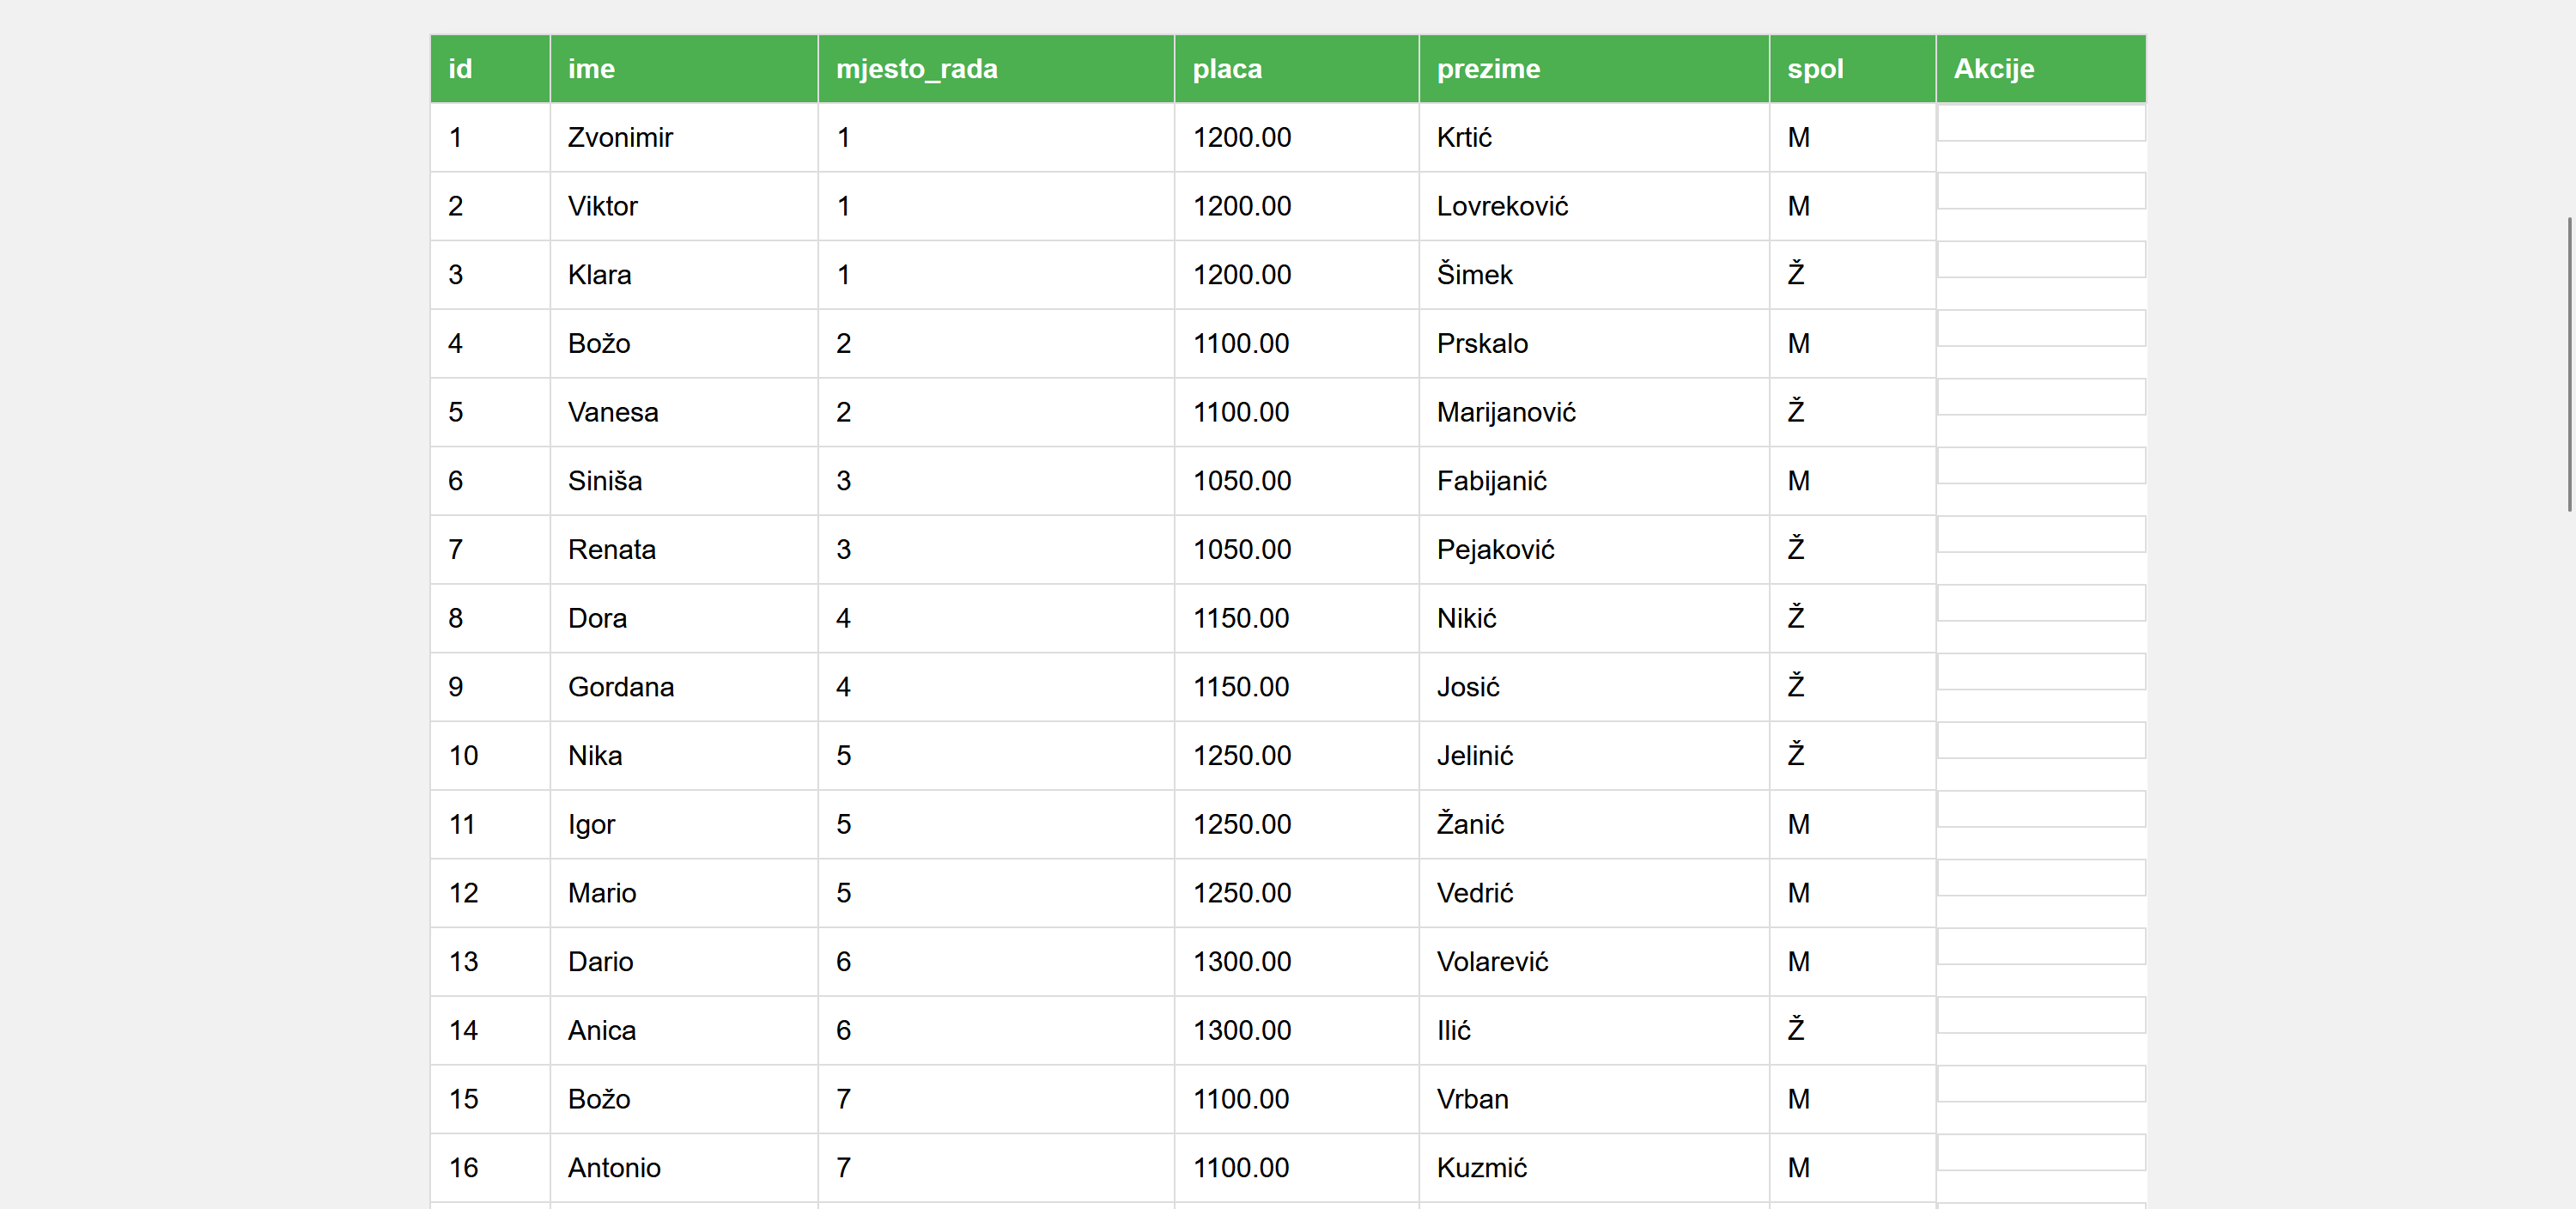 id ime mjesto_rada placa prezime spol Akcije
1 Zvonimir 1 1200.00 Krtić M
2 Viktor 1 1200.00 Lovreković M
3 Klara 1 1200.00 Šimek Ž
4 Božo 2 1100.00 Prskalo M
5 Vanesa 2 1100.00 Marijanović Ž
6 Siniša 3 1050.00 Fabijanić M
7 Renata 3 1050.00 Pejaković Ž
8 Dora 4 1150.00 Nikić Ž
9 Gordana 4 1150.00 Josić Ž
10 Nika 5 1250.00 Jelinić Ž
11 Igor 5 1250.00 Žanić M
12 Mario 5 1250.00 Vedrić M
13 Dario 6 1300.00 Volarević M
14 Anica 6 1300.00 Ilić Ž
15 Božo 7 1100.00 Vrban M
16 Antonio 7 1100.00 Kuzmić M